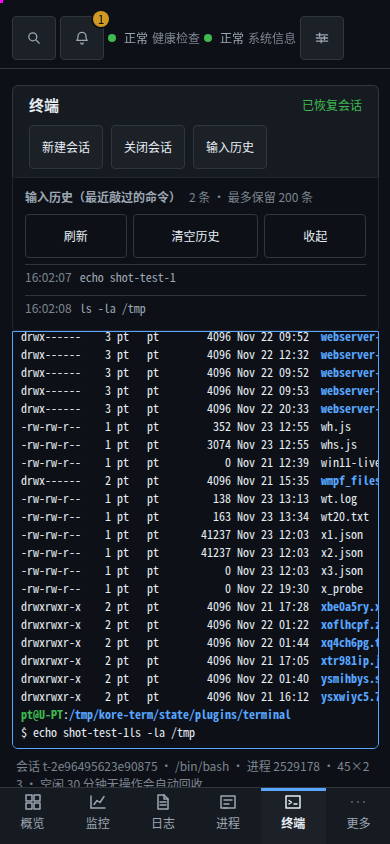 1
正常 健康检查 正常 系统信息
终端
已恢复会话
新建会话 关闭会话 输入历史
输入历史（最近敲过的命令） 2 条 · 最多保留 200 条
刷新 清空历史 收起
16:02:07 echo shot-test-1
16:02:08 ls -la /tmp
drwx------ 3 pt pt 4096 Nov 22 09:52 webserver-
drwx------ 3 pt pt 4096 Nov 22 12:32 webserver-
drwx------ 3 pt pt 4096 Nov 22 09:52 webserver-
drwx------ 3 pt pt 4096 Nov 22 09:53 webserver-
drwx------ 3 pt pt 4096 Nov 22 20:33 webserver-
-rw-rw-r-- 1 pt pt 352 Nov 23 12:55 wh.js
-rw-rw-r-- 1 pt pt 3074 Nov 23 12:55 whs.js
-rw-rw-r-- 1 pt pt 0 Nov 21 12:39 win11-live
drwx------ 2 pt pt 4096 Nov 21 15:35 wmpf_files
-rw-rw-r-- 1 pt pt 138 Nov 23 13:13 wt.log
-rw-rw-r-- 1 pt pt 163 Nov 23 13:34 wt20.txt
-rw-rw-r-- 1 pt pt 41237 Nov 23 12:03 x1.json
-rw-rw-r-- 1 pt pt 41237 Nov 23 12:03 x2.json
-rw-rw-r-- 1 pt pt 0 Nov 23 12:03 x3.json
-rw-rw-r-- 1 pt pt 0 Nov 22 19:30 x_probe
drwxrwxr-x 2 pt pt 4096 Nov 21 17:28 xbe0a5ry.x
drwxrwxr-x 2 pt pt 4096 Nov 22 01:22 xoflhcpf.z
drwxrwxr-x 2 pt pt 4096 Nov 22 01:44 xq4ch6pg.t
drwxrwxr-x 2 pt pt 4096 Nov 21 17:05 xtr981ip.j
drwxrwxr-x 2 pt pt 4096 Nov 22 01:40 ysmihbys.s
drwxrwxr-x 2 pt pt 4096 Nov 21 16:12 ysxwiyc5.7
pt@U-PT:/tmp/kore-term/state/plugins/terminal
$ echo shot-test-1ls -la /tmp
会话 t-2e96495623e90875 · /bin/bash · 进程 2529178 · 45×2
3 · 空闲 30 分钟无操作会自动回收
概览 监控 日志 进程 终端 更多